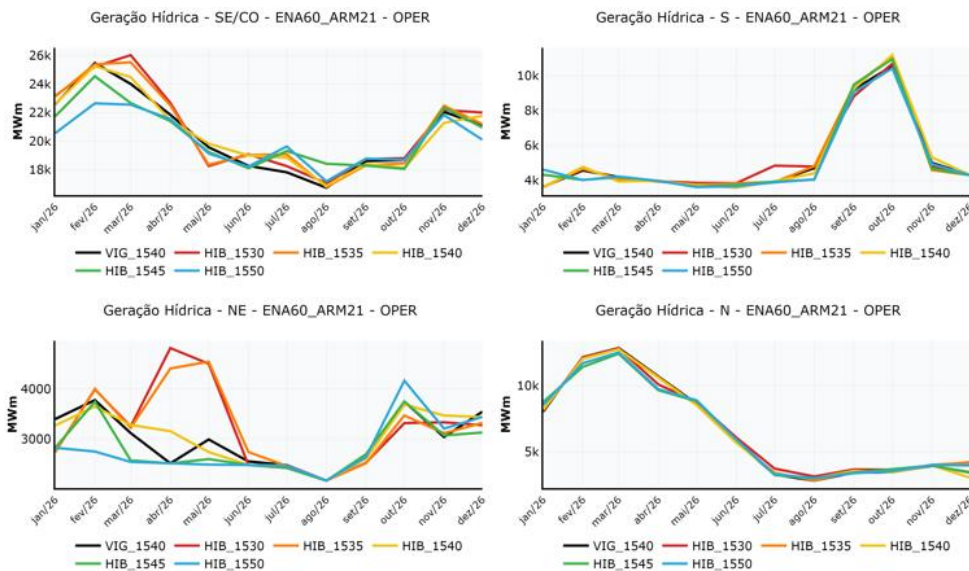 Geração Hídrica - SE/CO - ENA60_ARM21 - OPER
MWm
26k
24k
22k
20k
18k
jan/26 fev/26 mar/26 abr/26 mai/26 jun/26 jul/26 ago/26 set/26 out/26 nov/26 dez/26
VIG_1540 HIB_1530 HIB_1535 HIB_1540
HIB_1545 HIB_1550
Geração Hídrica - S - ENA60_ARM21 - OPER
MWm
10k
8k
6k
4k
jan/26 fev/26 mar/26 abr/26 mai/26 jun/26 jul/26 ago/26 set/26 out/26 nov/26 dez/26
VIG_1540 HIB_1530 HIB_1535 HIB_1540
HIB_1545 HIB_1550
Geração Hídrica - NE - ENA60_ARM21 - OPER
MWm
4000
3000
jan/26 fev/26 mar/26 abr/26 mai/26 jun/26 jul/26 ago/26 set/26 out/26 nov/26 dez/26
VIG_1540 HIB_1530 HIB_1535 HIB_1540
HIB_1545 HIB_1550
Geração Hídrica - N - ENA60_ARM21 - OPER
MWm
10k
5k
jan/26 fev/26 mar/26 abr/26 mai/26 jun/26 jul/26 ago/26 set/26 out/26 nov/26 dez/26
VIG_1540 HIB_1530 HIB_1535 HIB_1540
HIB_1545 HIB_1550